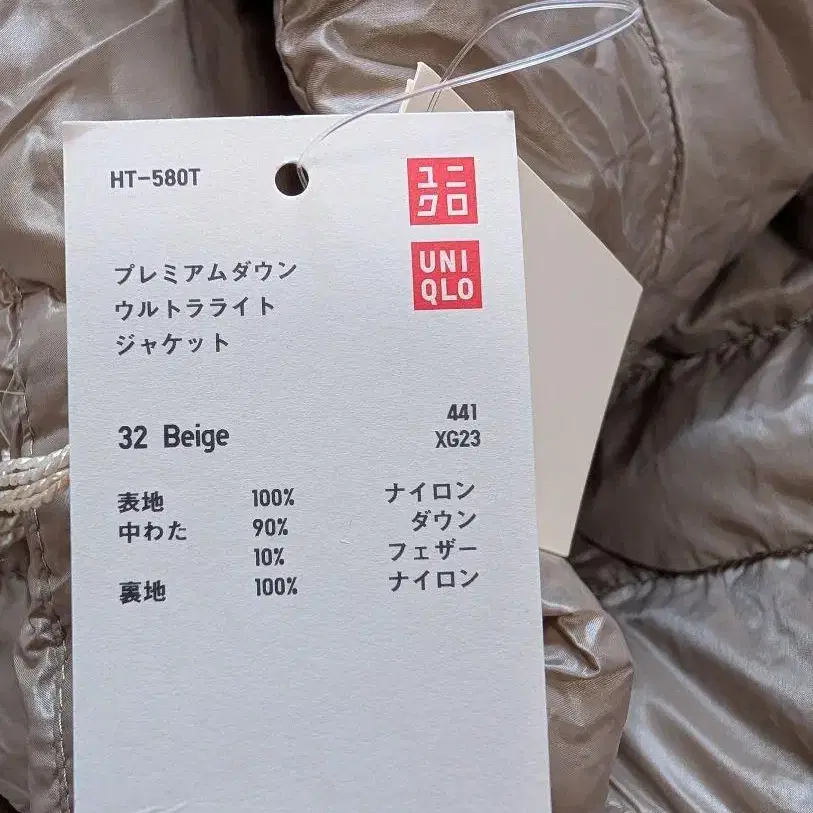 HT-580T
ユニ
クロ
UNI
QLO
プレミアムダウン
ウルトラライト
ジャケット
32 Beige
441
XG23
表地 100% ナイロン
中わた 90% ダウン
10% フェザー
裏地 100% ナイロン